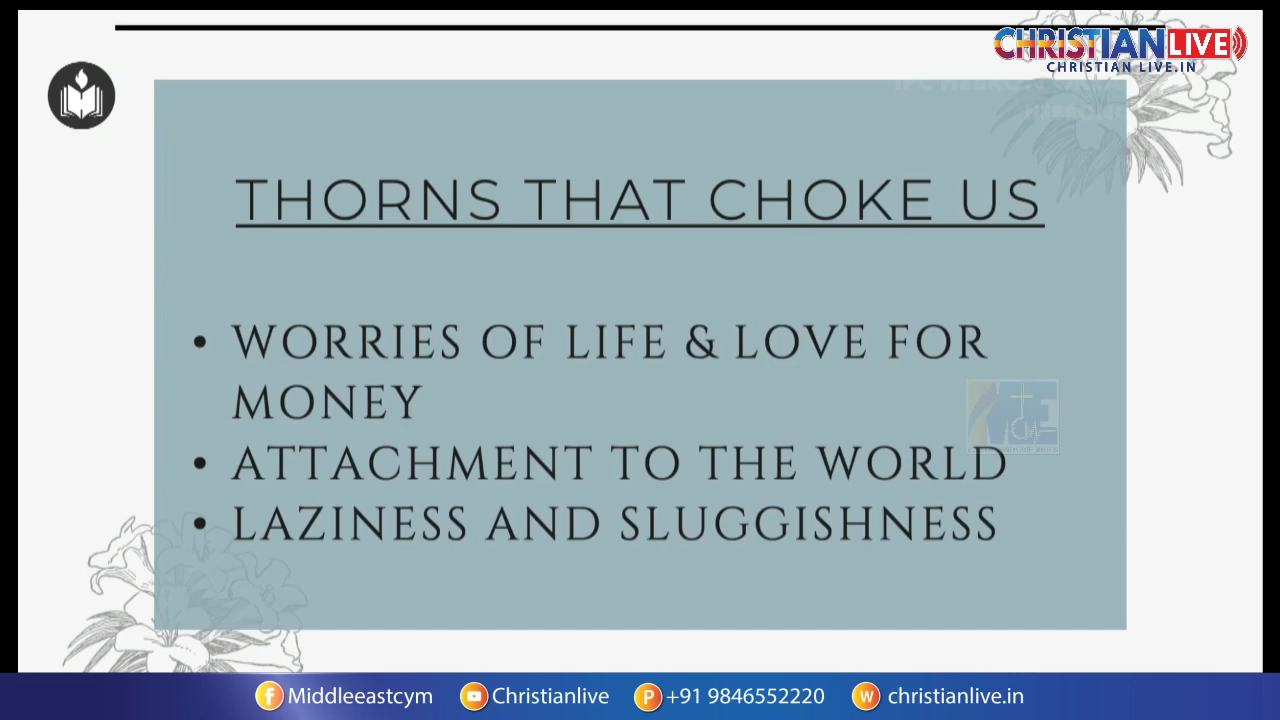 CHRISTIAN LIVE
CHRISTIAN LIVE.IN
THORNS THAT CHOKE US
• WORRIES OF LIFE & LOVE FOR
MONEY
• ATTACHMENT TO THE WORLD
• LAZINESS AND SLUGGISHNESS
f Middleeastcym Christianlive P +91 9846552220 W christianlive.in